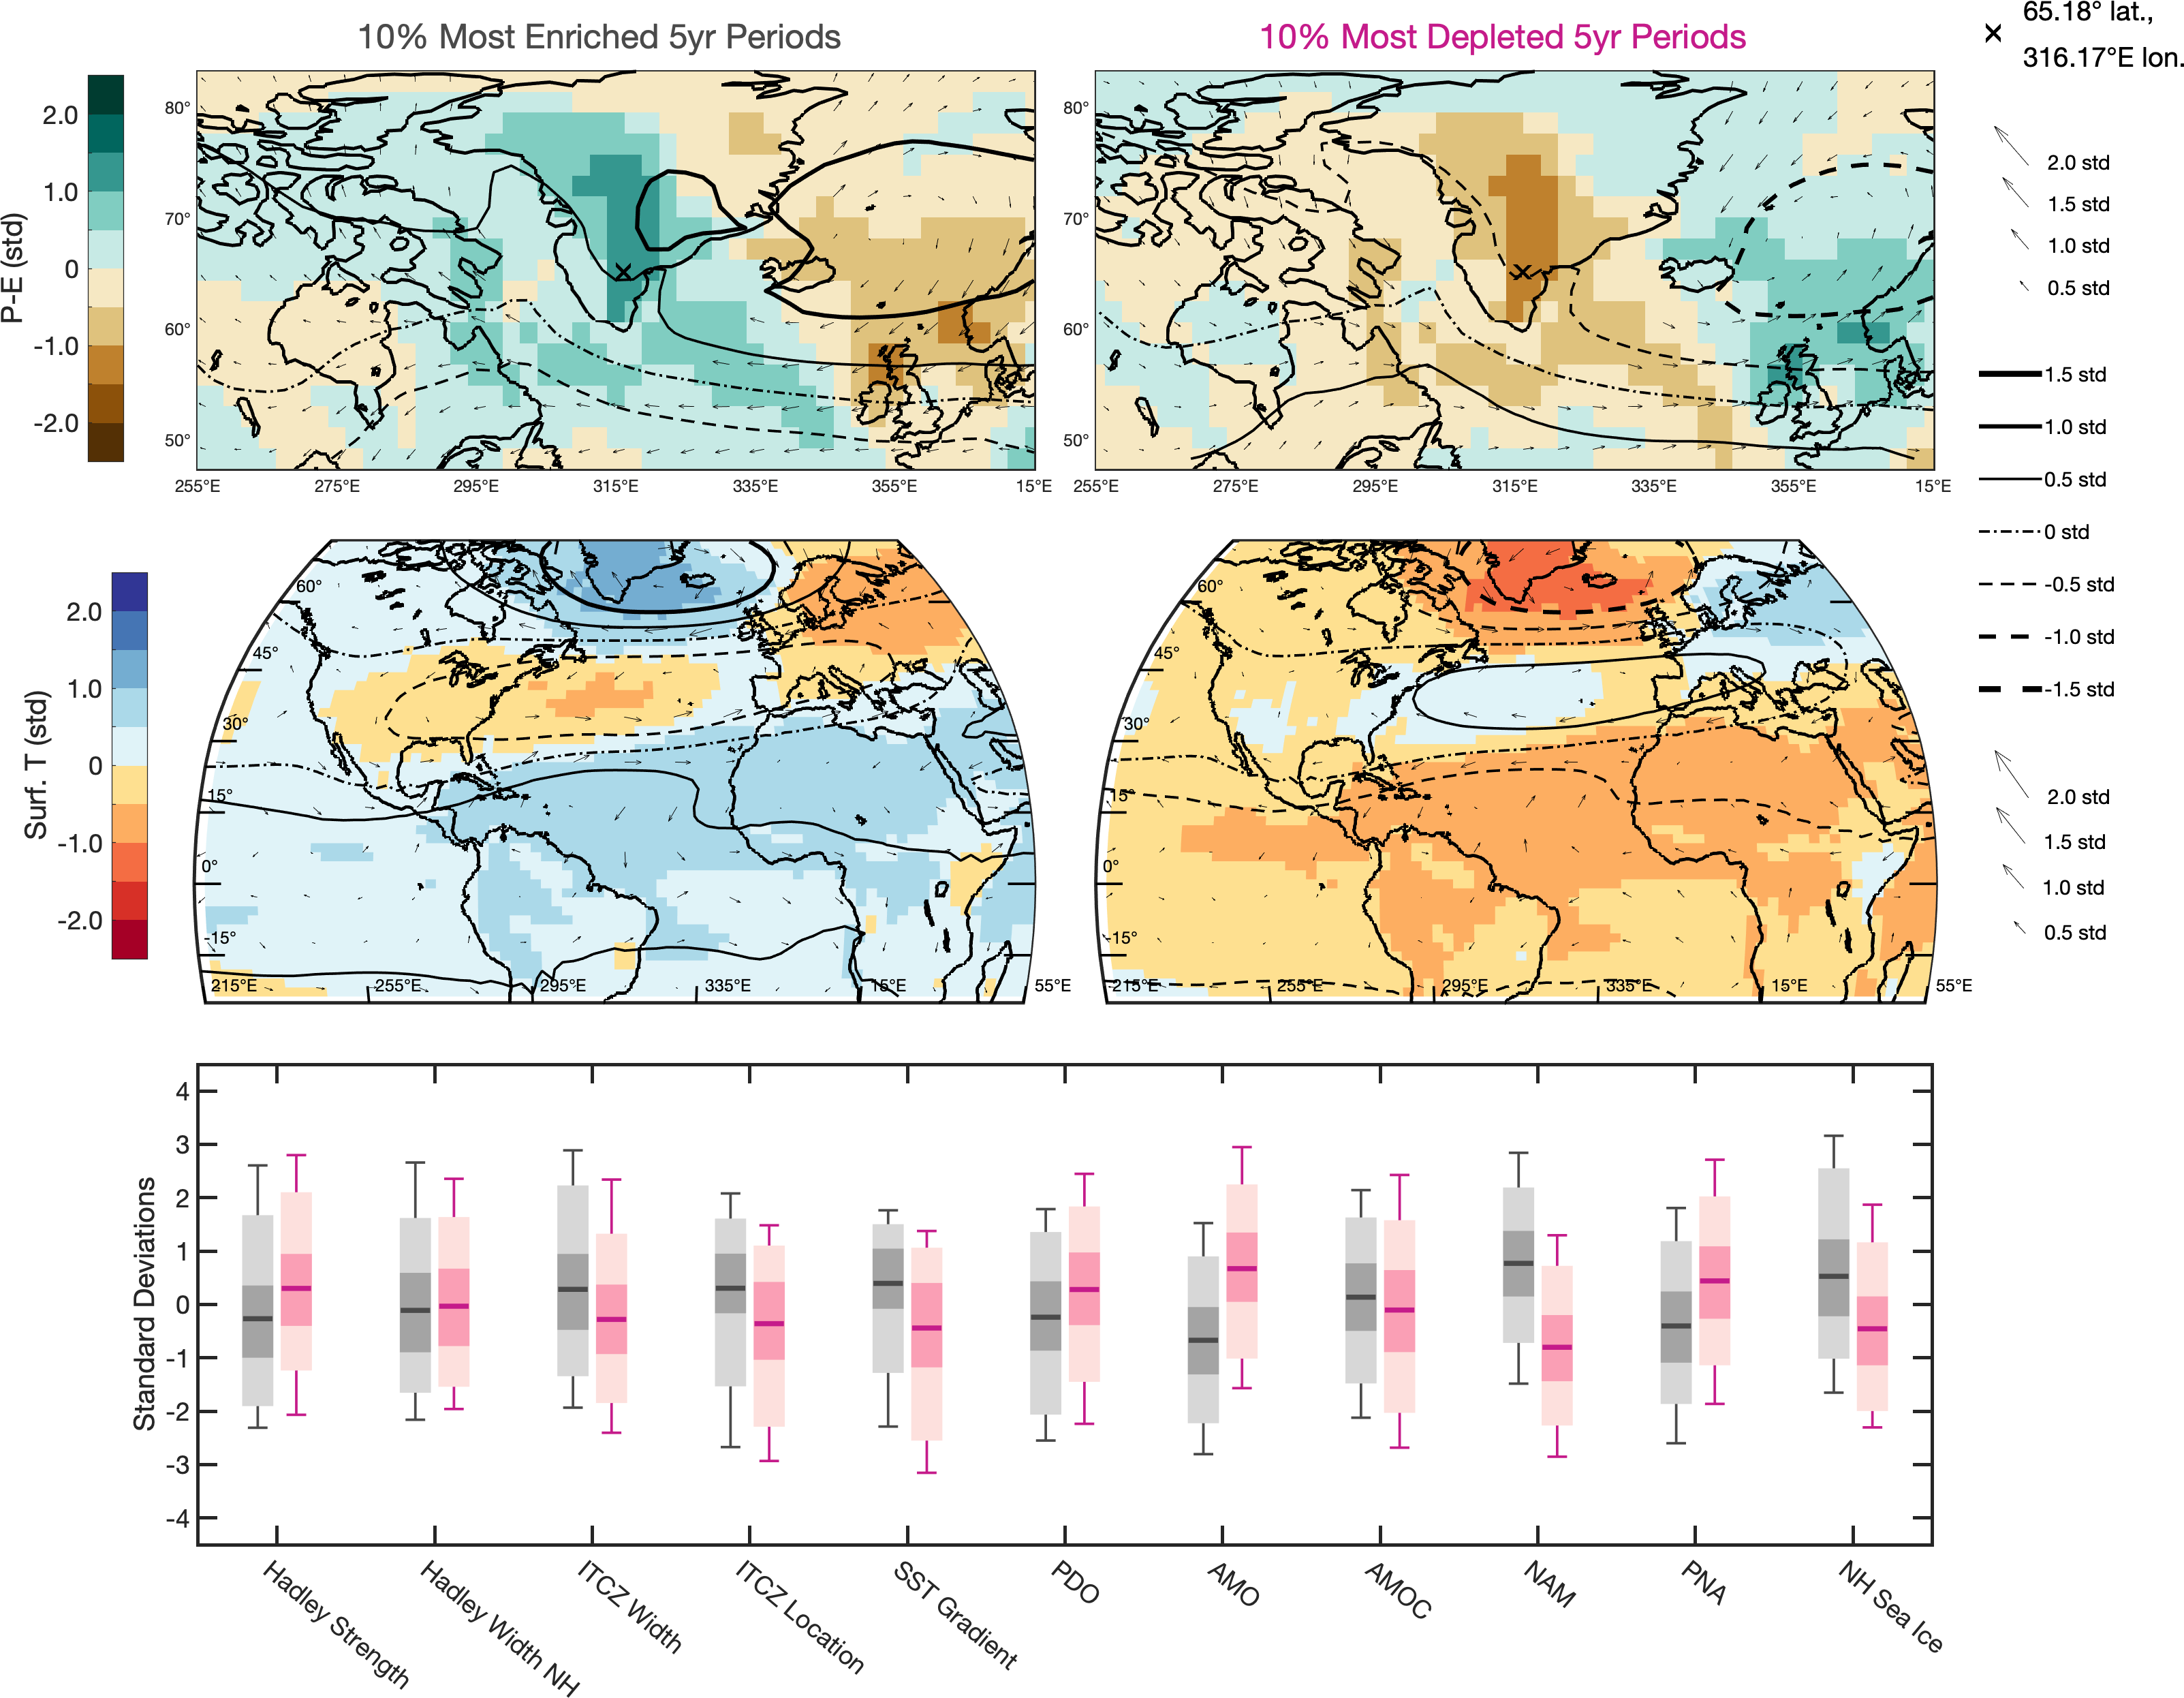 10% Most Enriched 5yr Periods
10% Most Depleted 5yr Periods
65.18° lat.,
316.17°E lon.
P-E (std)
2.0
1.0
0
-1.0
-2.0
80°
70°
60°
50°
255°E
275°E
295°E
315°E
335°E
355°E
15°E
80°
70°
60°
50°
255°E
275°E
295°E
315°E
335°E
355°E
15°E
2.0 std
1.5 std
1.0 std
0.5 std
1.5 std
1.0 std
0.5 std
0 std
-0.5 std
-1.0 std
-1.5 std
Surf. T (std)
2.0
1.0
0
-1.0
-2.0
60°
45°
30°
15°
0°
-15°
215°E
255°E
295°E
335°E
15°E
55°E
60°
45°
30°
15°
0°
-15°
215°E
255°E
295°E
335°E
15°E
55°E
2.0 std
1.5 std
1.0 std
0.5 std
Standard Deviations
4
3
2
1
0
-1
-2
-3
-4
Hadley Strength
Hadley Width NH
ITCZ Width
ITCZ Location
SST Gradient
PDO
AMO
AMOC
NAM
PNA
NH Sea Ice